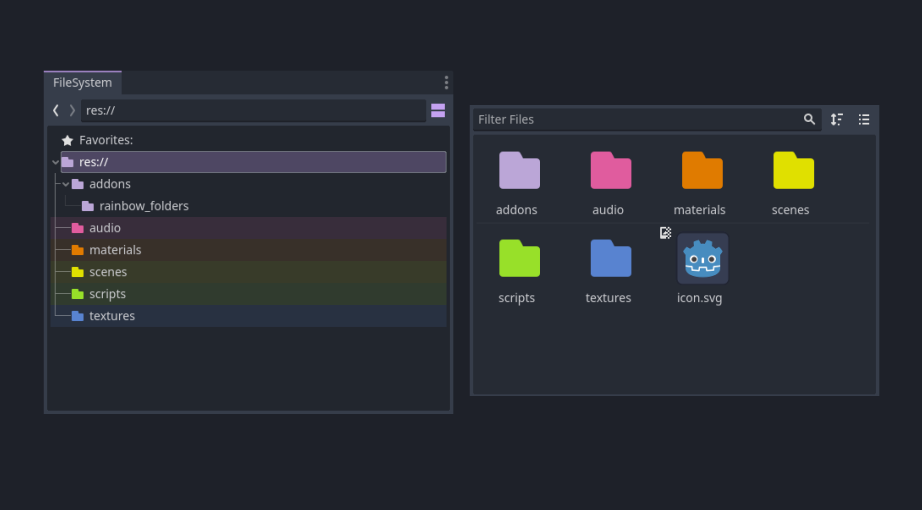 FileSystem
res://
Favorites:
res://
addons
rainbow_folders
audio
materials
scenes
scripts
textures
Filter Files
addons
audio
materials
scenes
scripts
textures
icon.svg